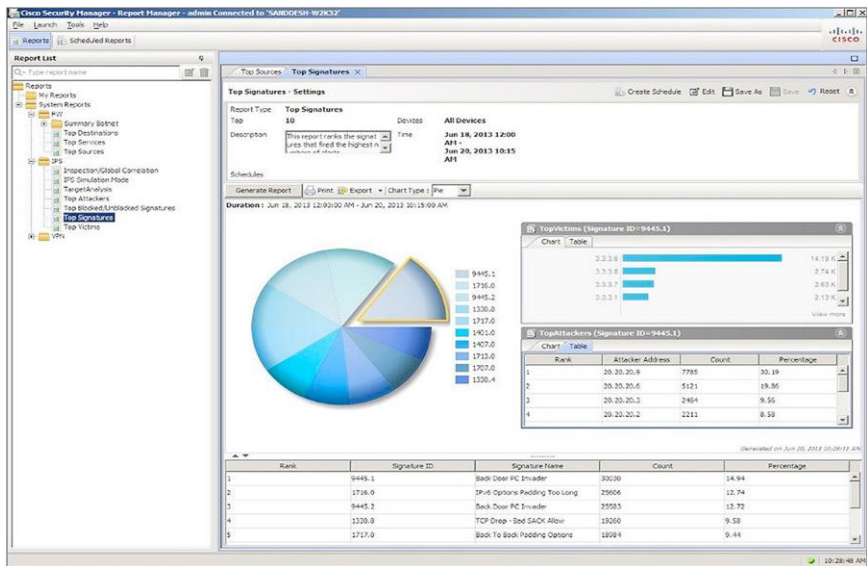 Cisco Security Manager - Report Manager - admin Connected to 'SANDDESH-W2K32'
File Launch Tools Help
Reports Scheduled Reports
CISCO
Report List
Type report name
Reports
My Reports
System Reports
FW
Summary Botnet
Top Destinations
Top Services
Top Sources
IPS
Inspection/Global Correlation
IPS Simulation Mode
TargetAnalysis
Top Attackers
Top Blocked/Unblocked Signatures
Top Signatures
Top Victims
VPN
Top Sources Top Signatures
Top Signatures - Settings
Create Schedule Edit Save As Save Reset
Report Type Top Signatures
Top 10 Devices All Devices
Description This report ranks the signat Time Jun 18, 2013 12:00
ures that fired the highest n AM -
umbers of alerts Jun 20, 2013 10:15
AM
Schedules
Generate Report Print Export Chart Type : Pie
Duration : Jun 18, 2013 12:00:00 AM - Jun 20, 2013 10:15:00 AM
9445.1
1716.0
9445.2
1330.8
1717.0
1401.0
1407.0
1713.0
1707.0
1330.4
TopVictims (Signature ID=9445.1)
Chart Table
3.3.3.6 14.19 K
3.3.3.8 2.74 K
3.3.3.7 2.63 K
3.3.3.1 2.13 K
View more
TopAttackers (Signature ID=9445.1)
Chart Table
Rank Attacker Address Count Percentage
1 20.20.20.9 7785 30.19
2 20.20.20.6 5121 19.86
3 20.20.20.3 2464 9.56
4 20.20.20.2 2211 8.58
Generated on Jun 20, 2013 10:28:11 AM
Rank Signature ID Signature Name Count Percentage
1 9445.1 Back Door PC Invader 30030 14.94
2 1716.0 IPv6 Options Padding Too Long 25606 12.74
3 9445.2 Back Door PC Invader 25583 12.72
4 1330.8 TCP Drop - Bad SACK Allow 19260 9.58
5 1717.0 Back To Back Padding Options 18984 9.44
10:28:48 AM